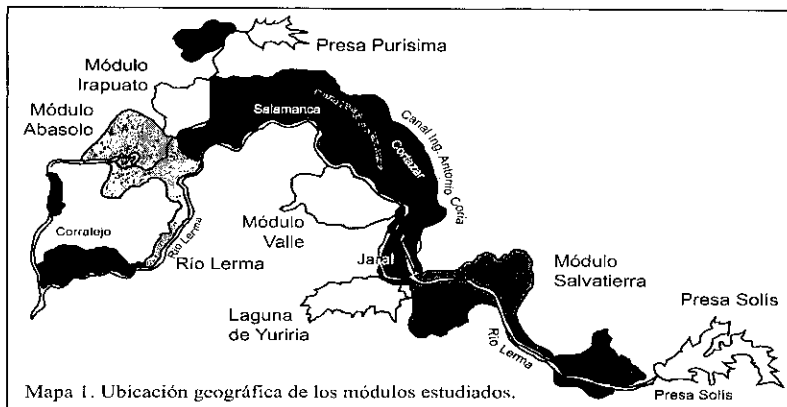 Presa Purísima
Módulo
Irapuato
Módulo
Abasolo
Salamanca
Cortazar
Canal Ing. Antonio Coria
Corralejo
Río Lerma
Río Lerma
Módulo
Valle
Jaral
Módulo
Salvatierra
Laguna
de Yuriria
Río Lerma
Presa Solís
Presa Solís
Mapa 1. Ubicación geográfica de los módulos estudiados.